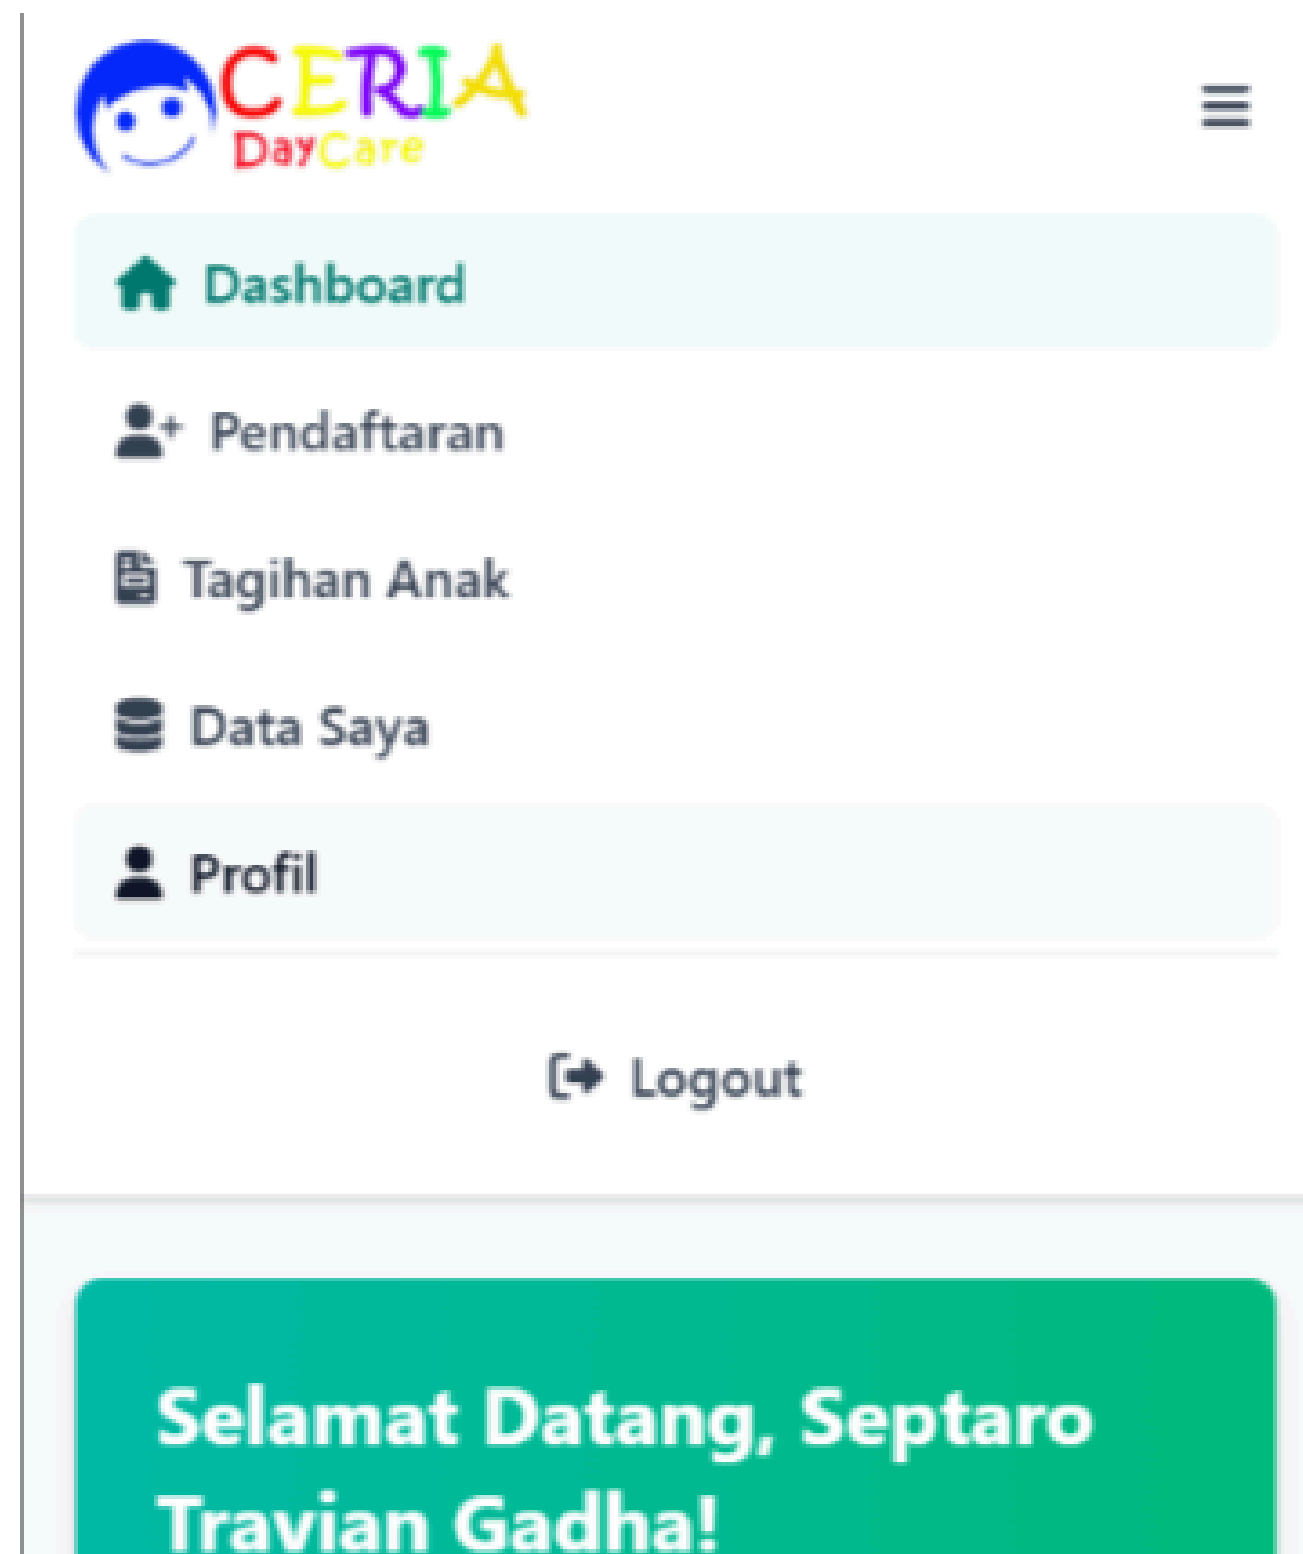 CERIA
DayCare
Dashboard
Pendaftaran
Tagihan Anak
Data Saya
Profil
Logout
Selamat Datang, Septaro
Travian Gadha!